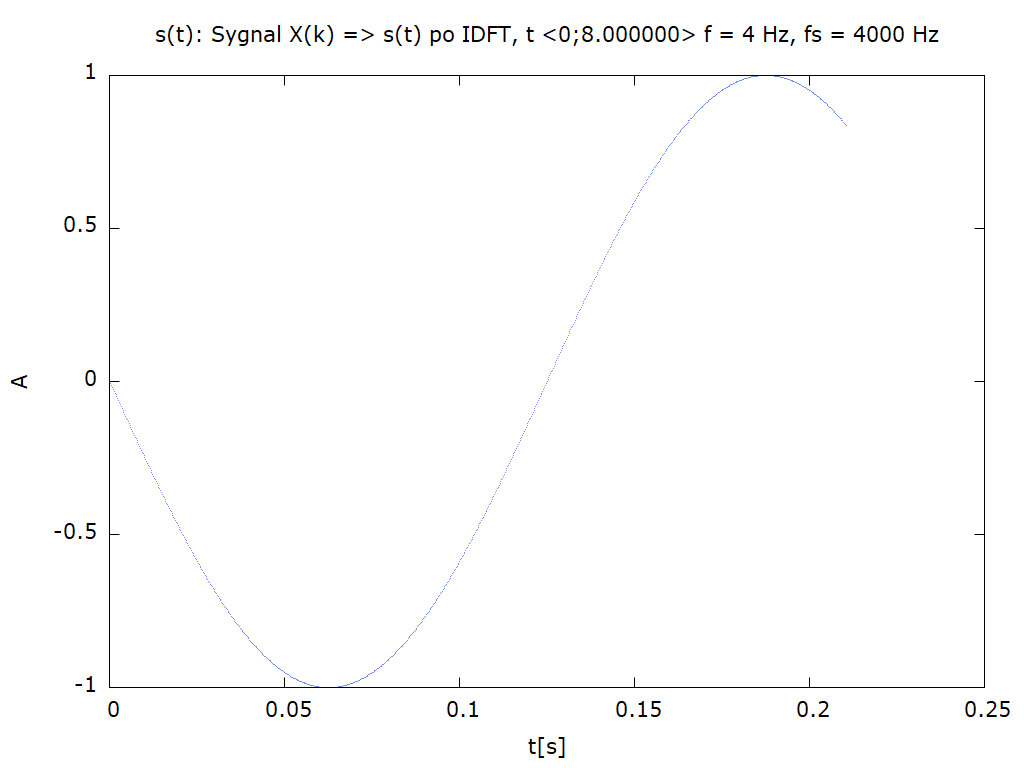 s(t): Sygnal X(k) => s(t) po IDFT, t <0;8.000000> f = 4 Hz, fs = 4000 Hz
1
0.5
0
-0.5
-1
A
0 0.05 0.1 0.15 0.2 0.25
t[s]